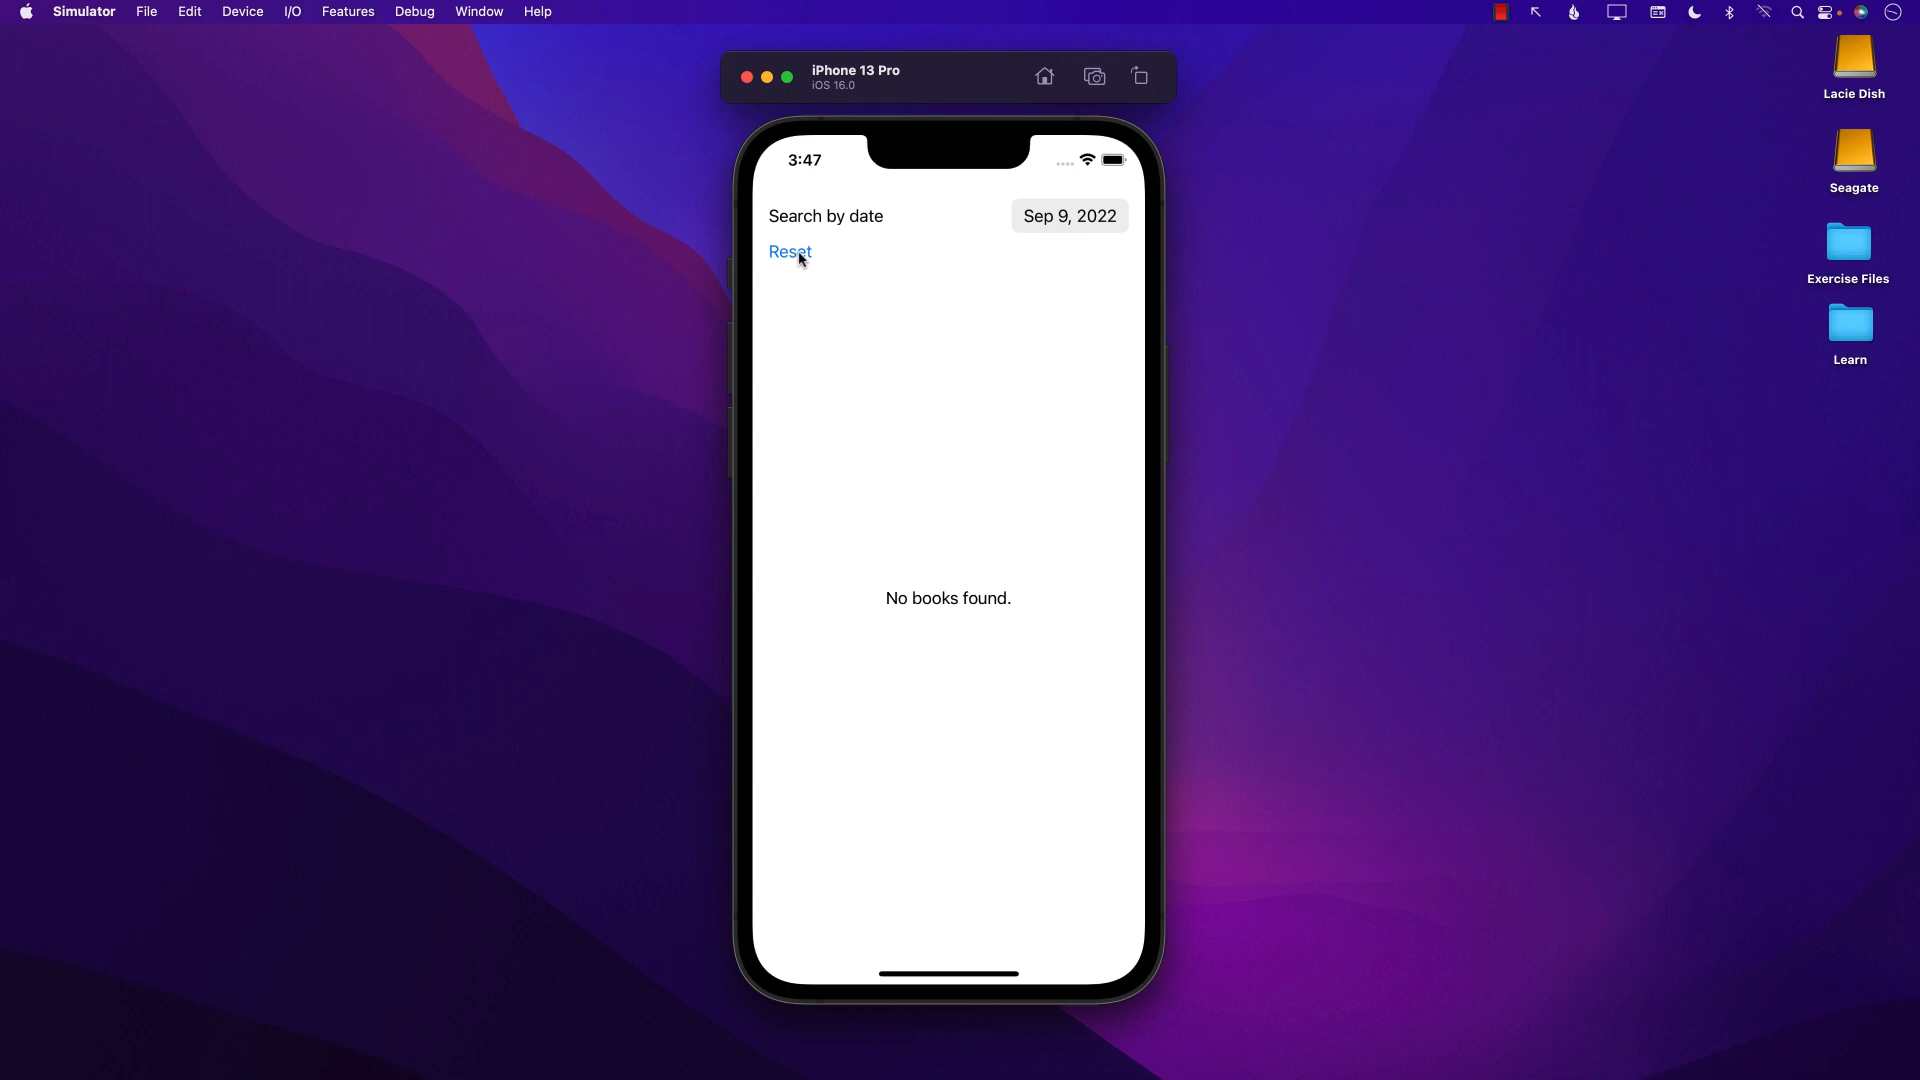 Simulator File Edit Device I/O Features Debug Window Help
iPhone 13 Pro
iOS 16.0
Lacie Dish
3:47
Seagate
Search by date Sep 9, 2022
Reset
Exercise Files
Learn
No books found.